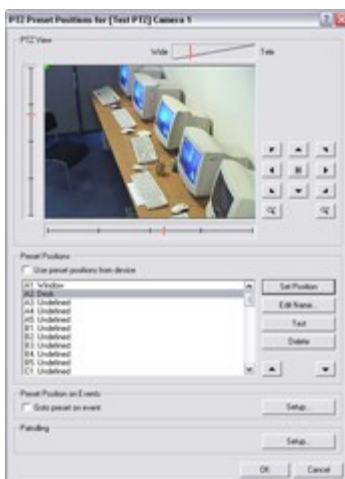 PTZ Preset Positions for [Test PTZ] Camera 1
PTZ View
Wide
Tele
Preset Positions
Use preset positions from device
A1. Window
A2. Desk
A3. Undefined
A4. Undefined
A5. Undefined
B1. Undefined
B2. Undefined
B3. Undefined
B4. Undefined
B5. Undefined
C1. Undefined
Set Position
Edit Name...
Test
Delete
Preset Position on Events
Goto preset on event
Setup...
Patrolling
Setup...
OK
Cancel